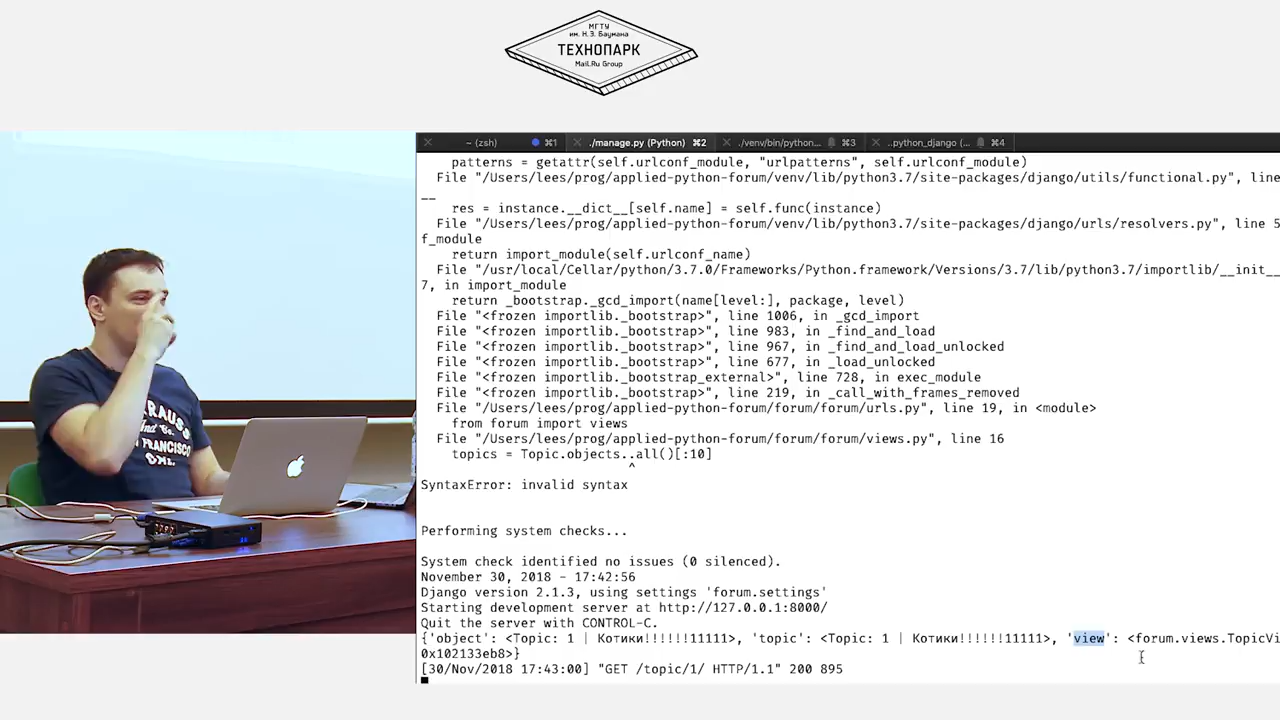 МГТУ
им. Н.Э. Баумана
ТЕХНОПАРК
Mail.Ru Group
~ (zsh) ⌘1 ./manage.py (Python) ⌘2 ./venv/bin/python... ⌘3 ..python_django (... ⌘4
patterns = getattr(self.urlconf_module, "urlpatterns", self.urlconf_module)
File "/Users/lees/prog/applied-python-forum/venv/lib/python3.7/site-packages/django/utils/functional.py", line
__
res = instance.__dict__[self.name] = self.func(instance)
File "/Users/lees/prog/applied-python-forum/venv/lib/python3.7/site-packages/django/urls/resolvers.py", line 5
f_module
return import_module(self.urlconf_name)
File "/usr/local/Cellar/python/3.7.0/Frameworks/Python.framework/Versions/3.7/lib/python3.7/importlib/__init__
7, in import_module
return _bootstrap._gcd_import(name[level:], package, level)
File "<frozen importlib._bootstrap>", line 1006, in _gcd_import
File "<frozen importlib._bootstrap>", line 983, in _find_and_load
File "<frozen importlib._bootstrap>", line 967, in _find_and_load_unlocked
File "<frozen importlib._bootstrap>", line 677, in _load_unlocked
File "<frozen importlib._bootstrap_external>", line 728, in exec_module
File "<frozen importlib._bootstrap>", line 219, in _call_with_frames_removed
File "/Users/lees/prog/applied-python-forum/forum/forum/urls.py", line 19, in <module>
from forum import views
File "/Users/lees/prog/applied-python-forum/forum/forum/views.py", line 16
topics = Topic.objects..all()[:10]
^
SyntaxError: invalid syntax
Performing system checks...
System check identified no issues (0 silenced).
November 30, 2018 - 17:42:56
Django version 2.1.3, using settings 'forum.settings'
Starting development server at http://127.0.0.1:8000/
Quit the server with CONTROL-C.
{'object': <Topic: 1 | Котики!!!!!!11111>, 'topic': <Topic: 1 | Котики!!!!!!11111>, 'view': <forum.views.TopicVi
0x102133eb8>}
[30/Nov/2018 17:43:00] "GET /topic/1/ HTTP/1.1" 200 895